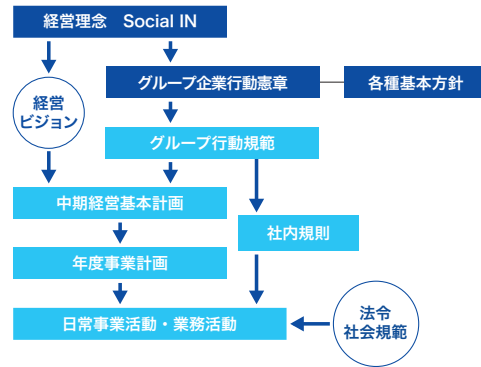 経営理念 Social IN
グループ企業行動憲章
各種基本方針
経営
ビジョン
グループ行動規範
中期経営基本計画
社内規則
年度事業計画
日常事業活動・業務活動
法令
社会規範